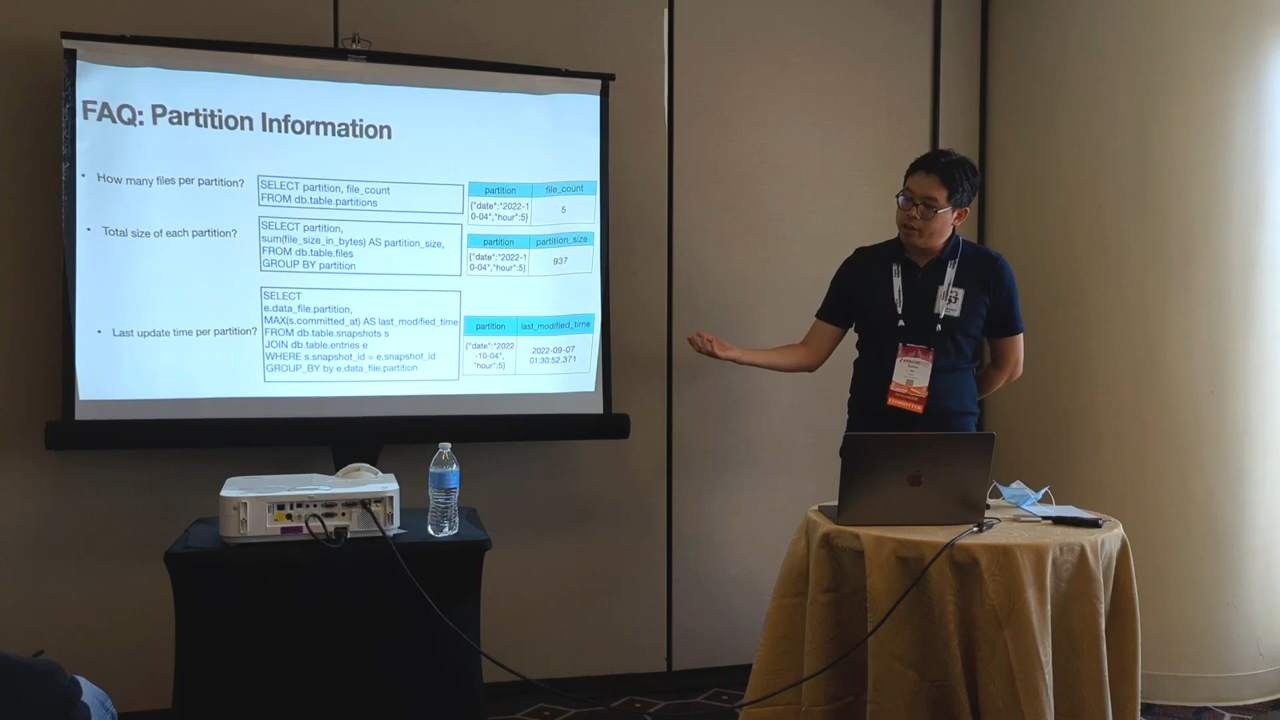 FAQ: Partition Information
• How many files per partition?
SELECT partition, file_count
FROM db.table.partitions
partition file_count
{"date":"2022-1
0-04","hour":5}
5
• Total size of each partition?
SELECT partition,
sum(file_size_in_bytes) AS partition_size,
FROM db.table.files
GROUP BY partition
partition partition_size
{"date":"2022-1
0-04","hour":5}
937
• Last update time per partition?
SELECT
e.data_file.partition,
MAX(s.committed_at) AS last_modified_time
FROM db.table.snapshots s
JOIN db.table.entries e
WHERE s.snapshot_id = e.snapshot_id
GROUP_BY by e.data_file.partition
partition last_modified_time
{"date":"2022
-10-04",
"hour":5}
2022-09-07
01:30:52.371
APACHE
COMMITTER